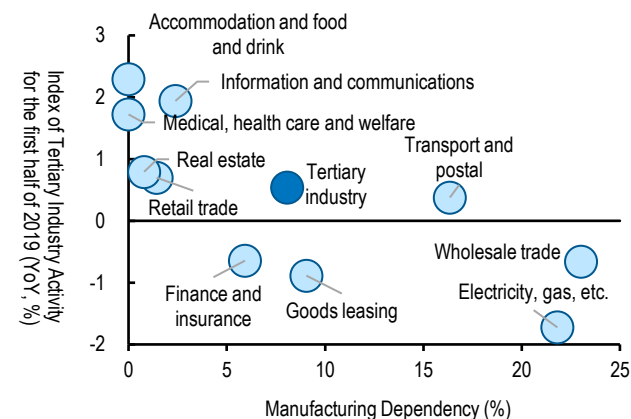 Accommodation and food
and drink
Information and communications
Medical, health care and welfare
Real estate
Retail trade
Tertiary
industry
Transport and
postal
Wholesale trade
Electricity, gas, etc.
Finance and
insurance
Goods leasing
3
2
1
0
-1
-2
0
5
10
15
20
25
Index of Tertiary Industry Activity
for the first half of 2019 (YoY, %)
Manufacturing Dependency (%)